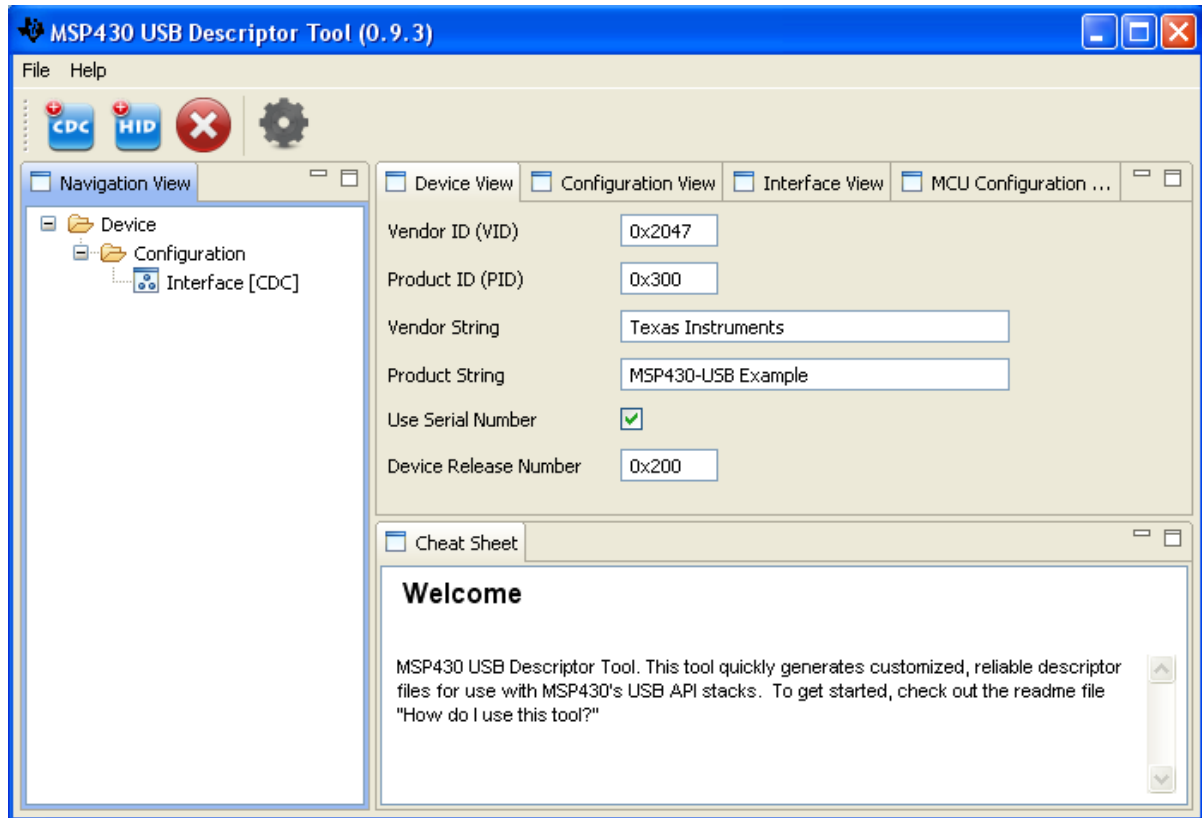 MSP430 USB Descriptor Tool (0.9.3)
File Help
CDC HID
Navigation View
Device
Configuration
Interface [CDC]
Device View Configuration View Interface View MCU Configuration ...
Vendor ID (VID) 0x2047
Product ID (PID) 0x300
Vendor String Texas Instruments
Product String MSP430-USB Example
Use Serial Number
Device Release Number 0x200
Cheat Sheet
Welcome
MSP430 USB Descriptor Tool. This tool quickly generates customized, reliable descriptor
files for use with MSP430's USB API stacks. To get started, check out the readme file
"How do I use this tool?"